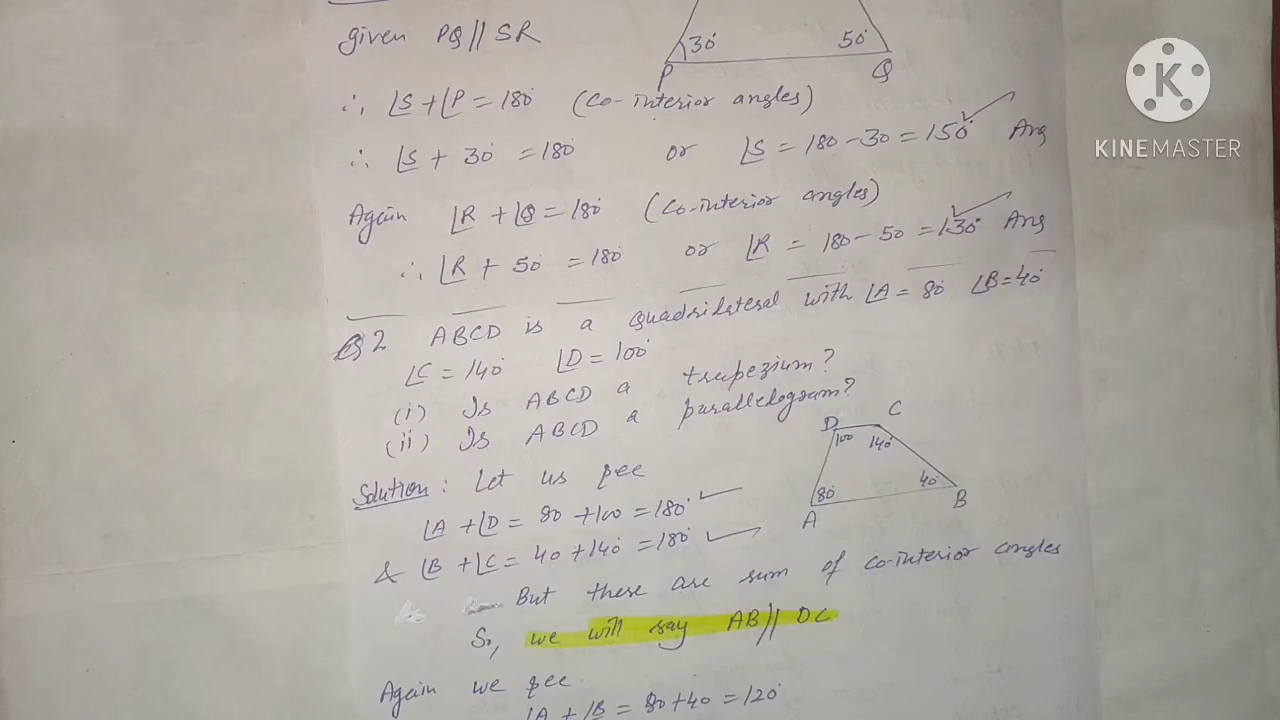 given PQ || SR
30° 50°
P Q
∴ ∠S + ∠P = 180° (Co-interior angles)
∴ ∠S + 30° = 180° or ∠S = 180 - 30 = 150° Ans
Again ∠R + ∠Q = 180° (Co-interior angles)
∴ ∠R + 50° = 180° or ∠R = 180 - 50 = 130° Ans
Q2 ABCD is a quadrilateral with ∠A = 80° ∠B = 40°
∠C = 140° ∠D = 100°
(i) Is ABCD a trapezium?
(ii) Is ABCD a parallelogram?
D C
100 140°
80° 40°
A B
Solution: Let us see
∠A + ∠D = 80 + 100 = 180°
& ∠B + ∠C = 40 + 140° = 180°
But these are sum of co-interior angles
So, we will say AB || DC
Again we see
∠A + ∠B = 80 + 40 = 120°
K
KINEMASTER